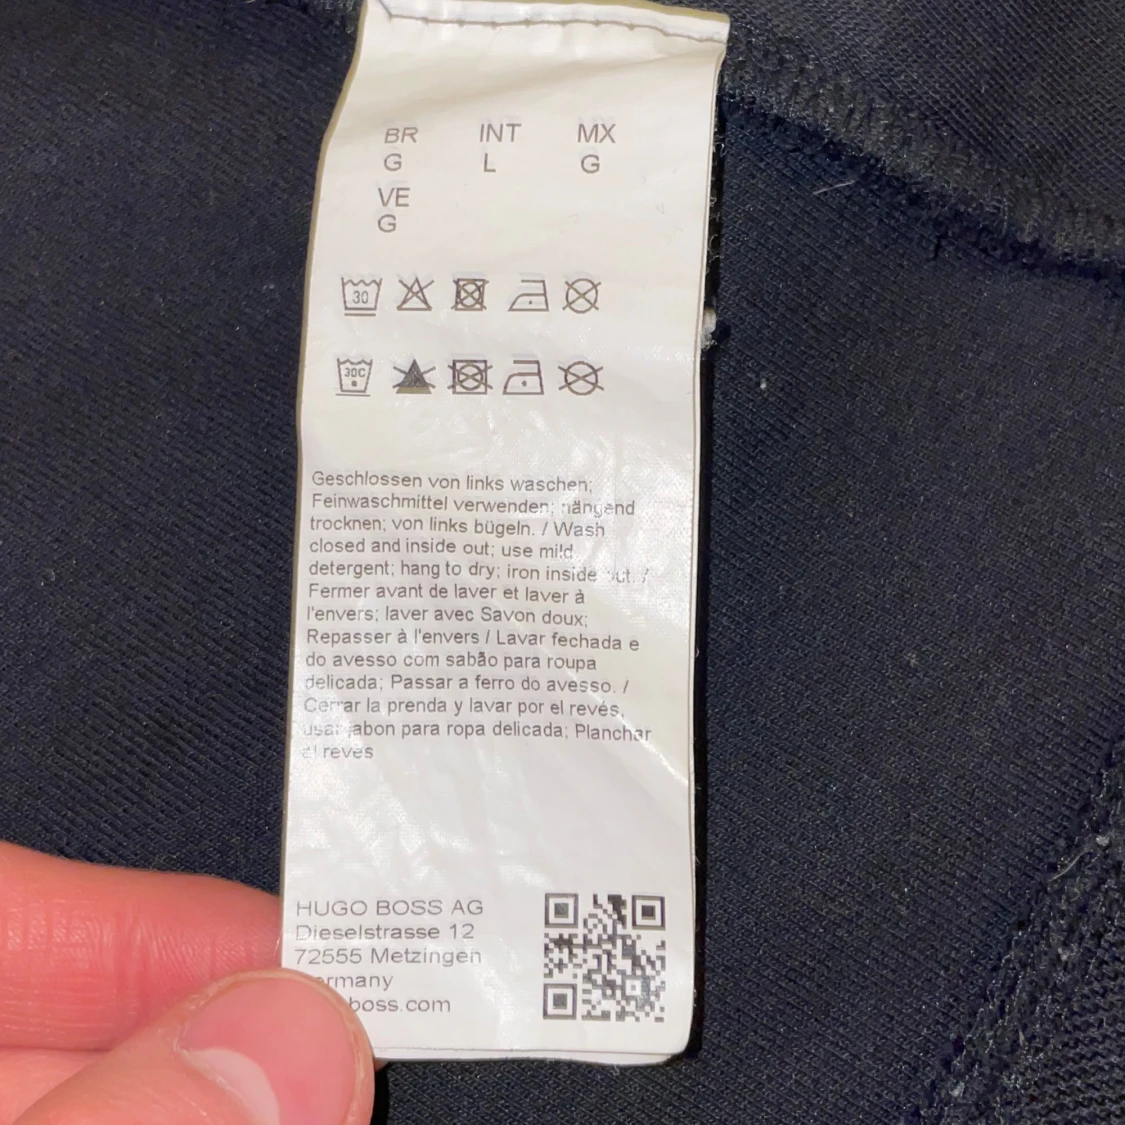 BR INT MX
G L G
VE
G
30
30C
Geschlossen von links waschen;
Feinwaschmittel verwenden; hängend
trocknen; von links bügeln. / Wash
closed and inside out; use mild
detergent; hang to dry; iron inside out. /
Fermer avant de laver et laver à
l'envers; laver avec Savon doux;
Repasser à l'envers / Lavar fechada e
do avesso com sabão para roupa
delicada; Passar a ferro do avesso. /
Cerrar la prenda y lavar por el revés,
usar jabon para ropa delicada; Planchar
al reves
HUGO BOSS AG
Dieselstrasse 12
72555 Metzingen
boss.com